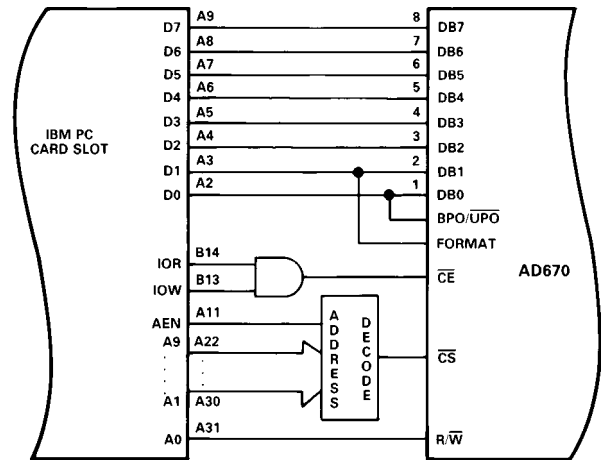 D7 A9 8 DB7
D6 A8 7 DB6
D5 A7 6 DB5
D4 A6 5 DB4
D3 A5 4 DB3
IBM PC
CARD SLOT
D2 A4 3 DB2
D1 A3 2 DB1
D0 A2 1 DB0
BPO/UPO
FORMAT
IOR B14
IOW B13
CE
AD670
AEN A11
A9 A22
ADDRESS
DECODE
CS
A1 A30
A0 A31 R/W